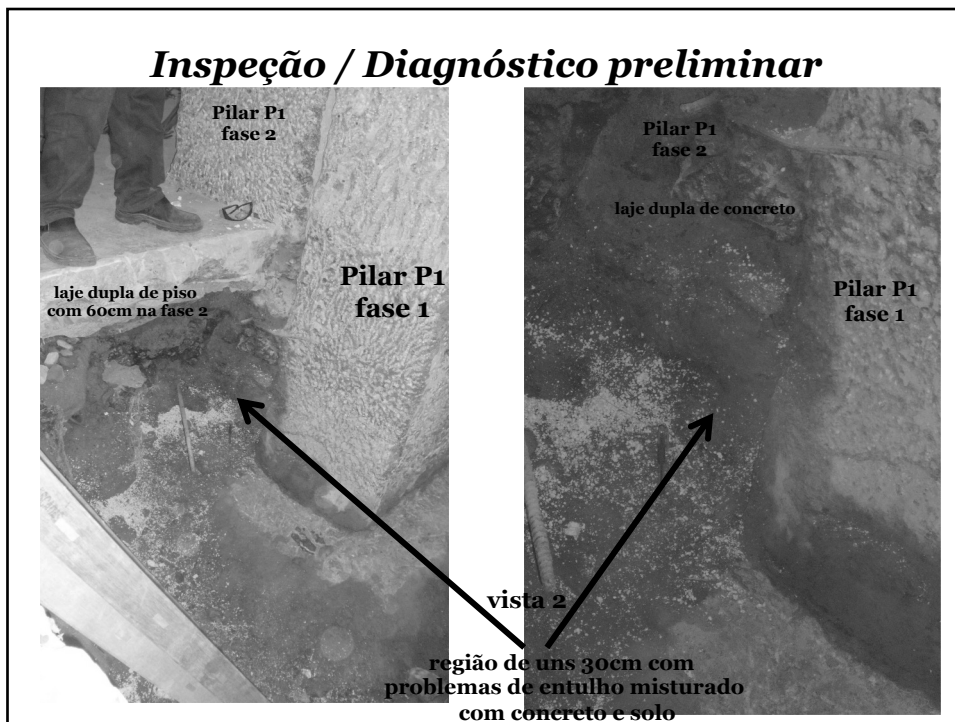 Inspeção / Diagnóstico preliminar
Pilar P1
fase 2
Pilar P1
fase 1
laje dupla de piso
com 60cm na fase 2
Pilar P1
fase 2
laje dupla de concreto
Pilar P1
fase 1
vista 2
região de uns 30cm com
problemas de entulho misturado
com concreto e solo